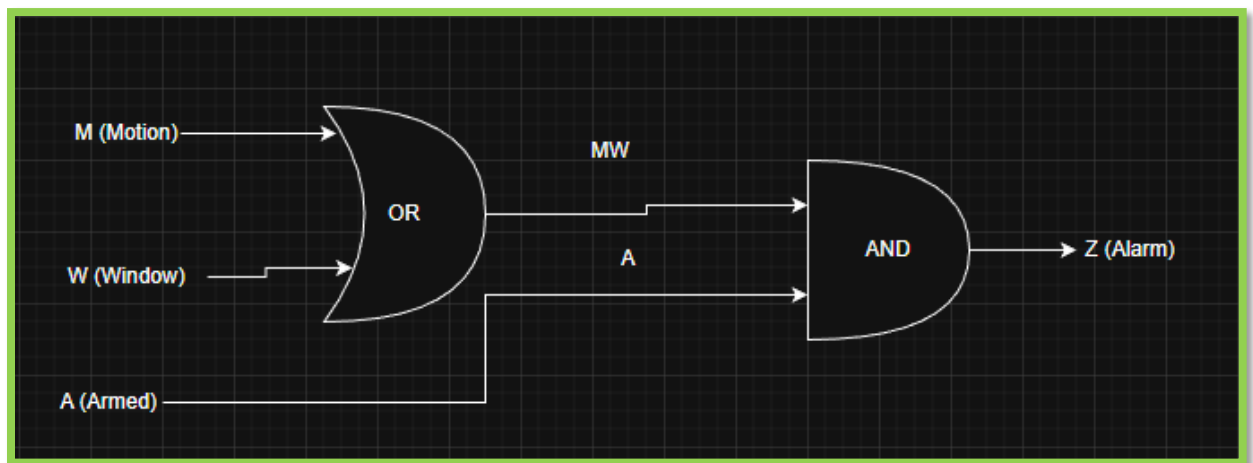 M (Motion)
MW
OR
AND
Z (Alarm)
A
W (Window)
A (Armed)